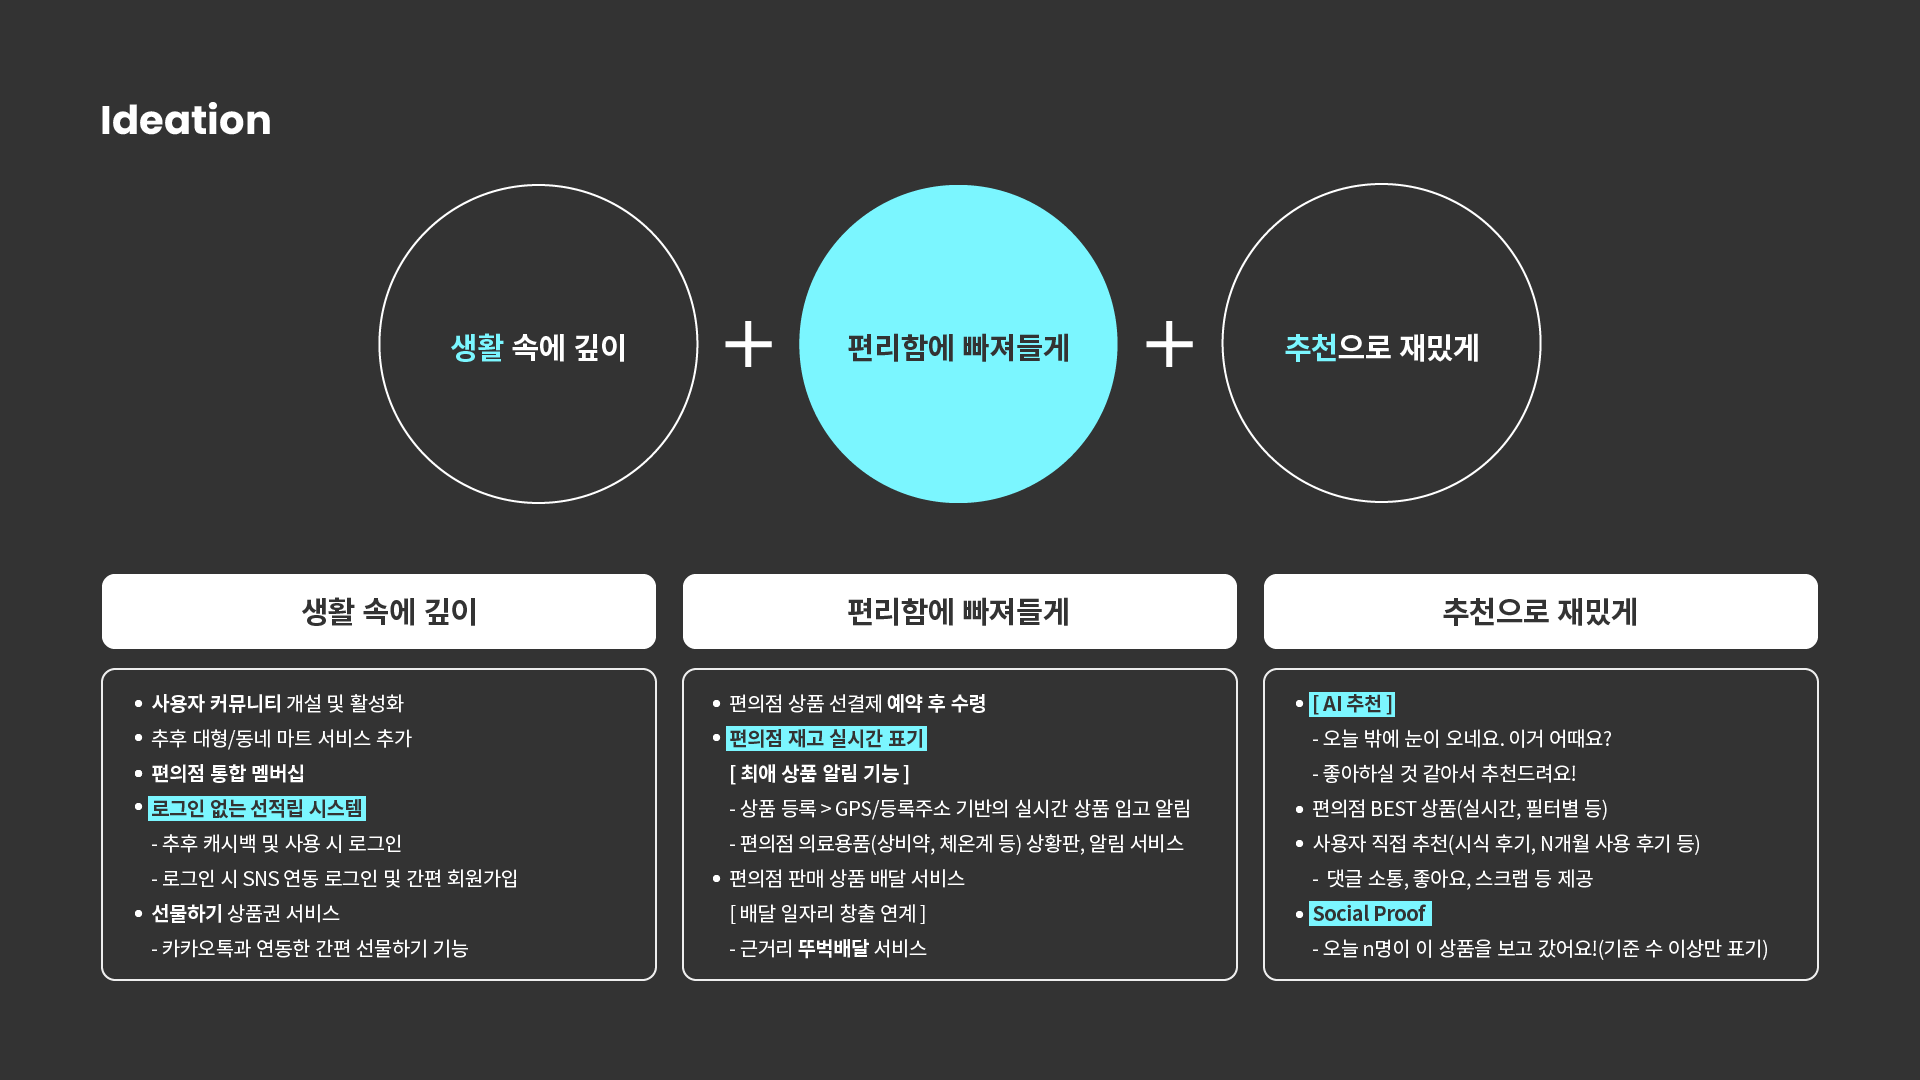 Ideation
생활 속에 깊이
편리함에 빠져들게
추천으로 재밌게
생활 속에 깊이
• 사용자 커뮤니티 개설 및 활성화
• 추후 대형/동네 마트 서비스 추가
• 편의점 통합 멤버십
• 로그인 없는 선적립 시스템
- 추후 캐시백 및 사용 시 로그인
- 로그인 시 SNS 연동 로그인 및 간편 회원가입
• 선물하기 상품권 서비스
- 카카오톡과 연동한 간편 선물하기 기능
편리함에 빠져들게
• 편의점 상품 선결제 예약 후 수령
• 편의점 재고 실시간 표기
[ 최애 상품 알림 기능 ]
- 상품 등록 > GPS/등록주소 기반의 실시간 상품 입고 알림
- 편의점 의료용품(상비약, 체온계 등) 상황판, 알림 서비스
• 편의점 판매 상품 배달 서비스
[ 배달 일자리 창출 연계 ]
- 근거리 뚜벅배달 서비스
추천으로 재밌게
• [ AI 추천 ]
- 오늘 밖에 눈이 오네요. 이거 어때요?
- 좋아하실 것 같아서 추천드려요!
• 편의점 BEST 상품(실시간, 필터별 등)
• 사용자 직접 추천(시식 후기, N개월 사용 후기 등)
- 댓글 소통, 좋아요, 스크랩 등 제공
• Social Proof
- 오늘 n명이 이 상품을 보고 갔어요!(기준 수 이상만 표기)